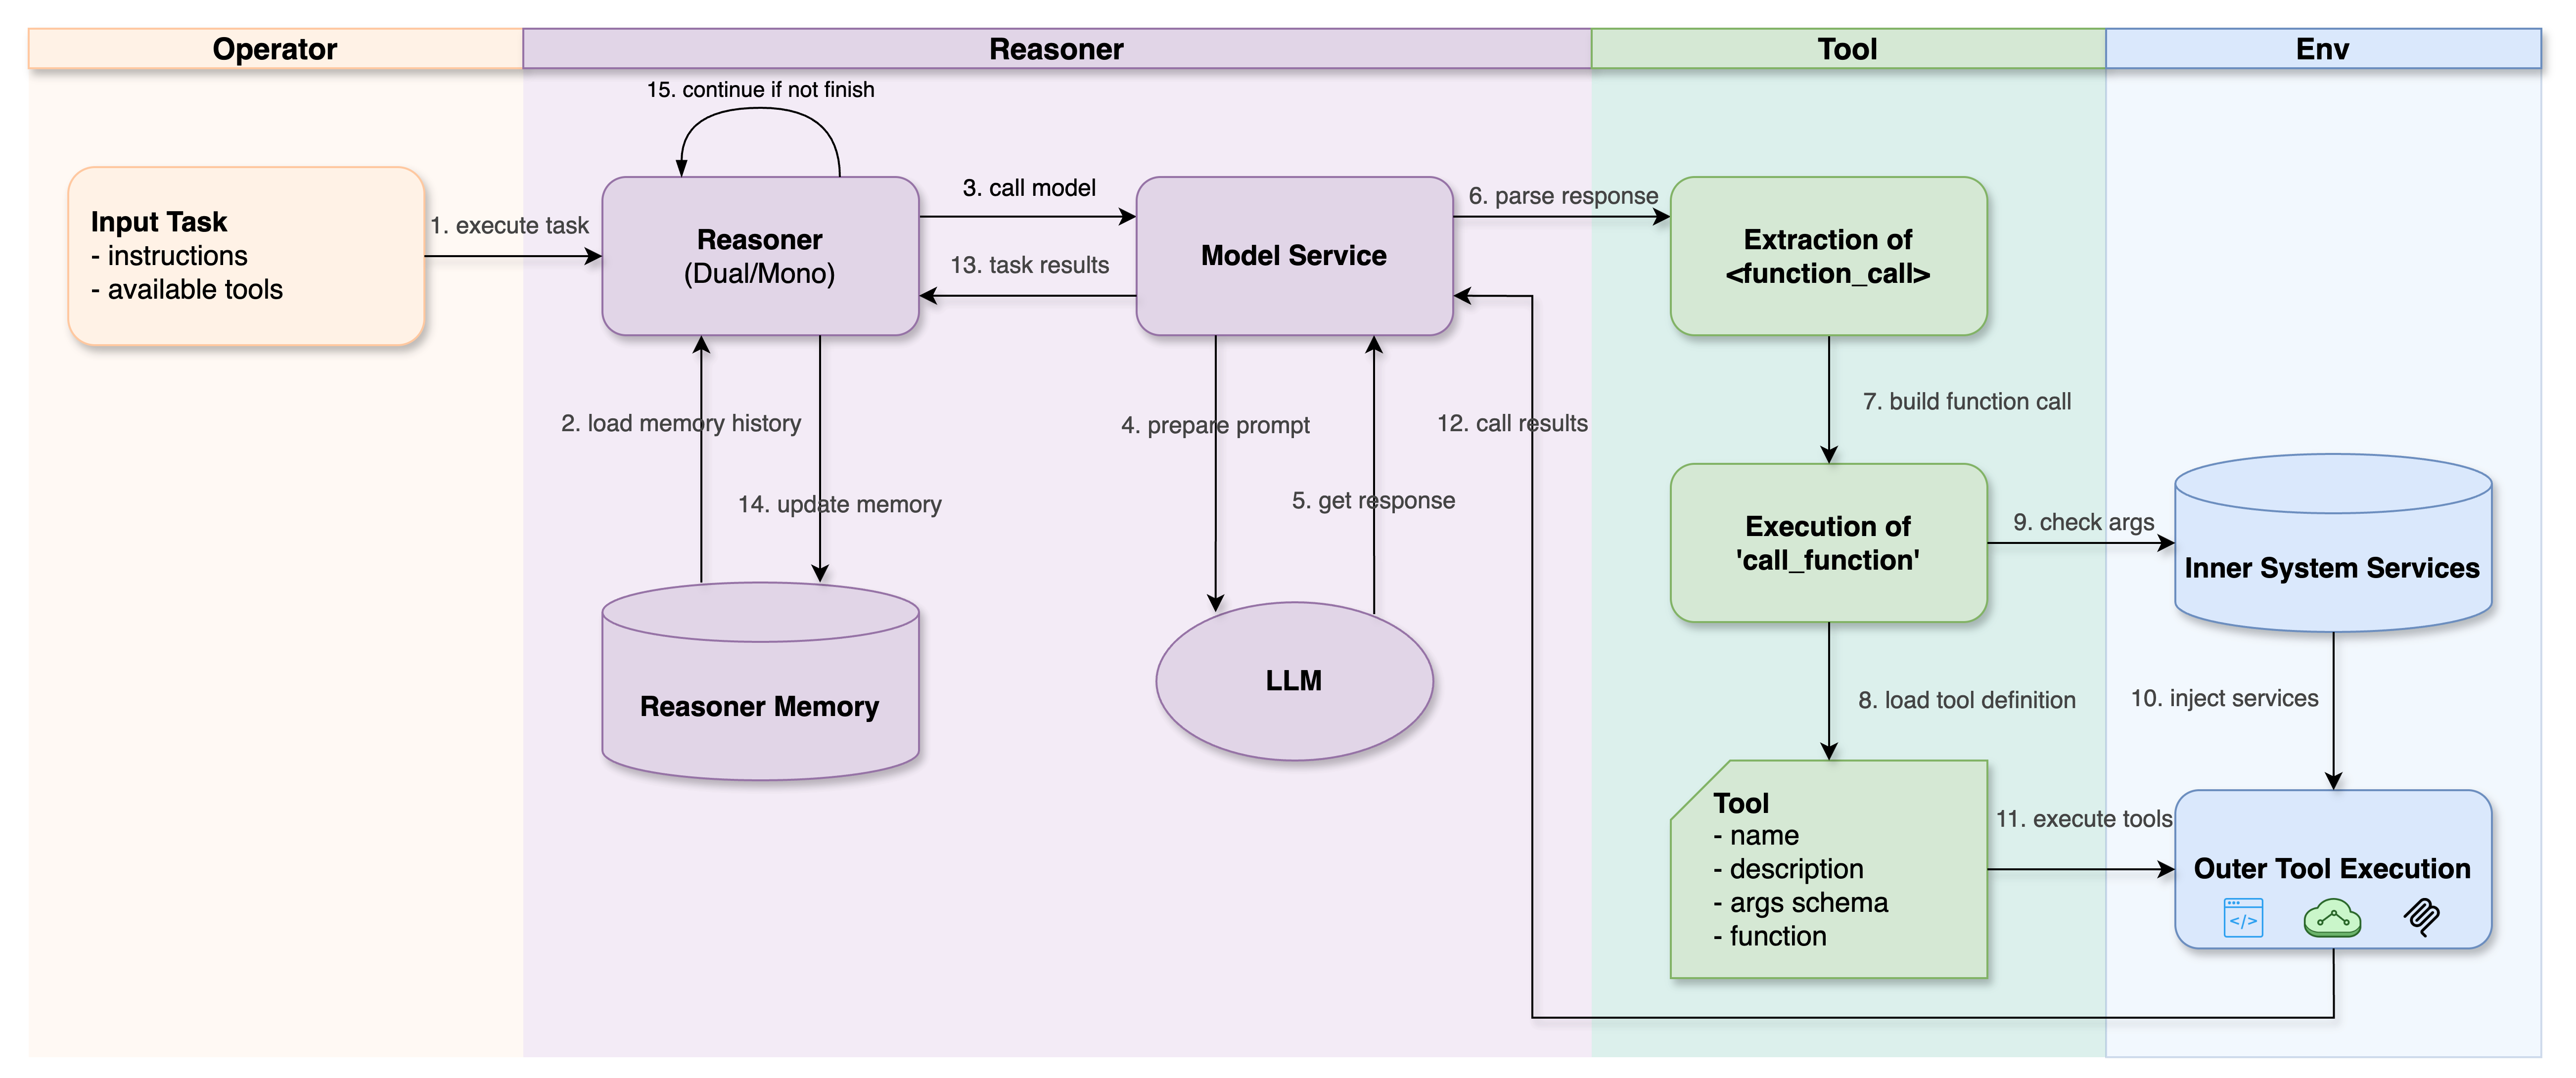 Operator
Reasoner
Tool
Env
15. continue if not finish
Input Task
- instructions
- available tools
1. execute task
Reasoner
(Dual/Mono)
3. call model
13. task results
Model Service
6. parse response
Extraction of
<function_call>
2. load memory history
14. update memory
4. prepare prompt
5. get response
12. call results
7. build function call
Execution of
'call_function'
9. check args
Inner System Services
Reasoner Memory
LLM
8. load tool definition
10. inject services
Tool
- name
- description
- args schema
- function
11. execute tools
Outer Tool Execution
</>